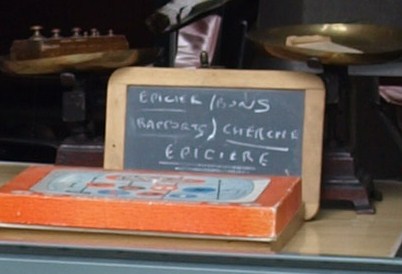 EPICIER / BONS
(RAPPORTS) CHERCHE
EPICIERE